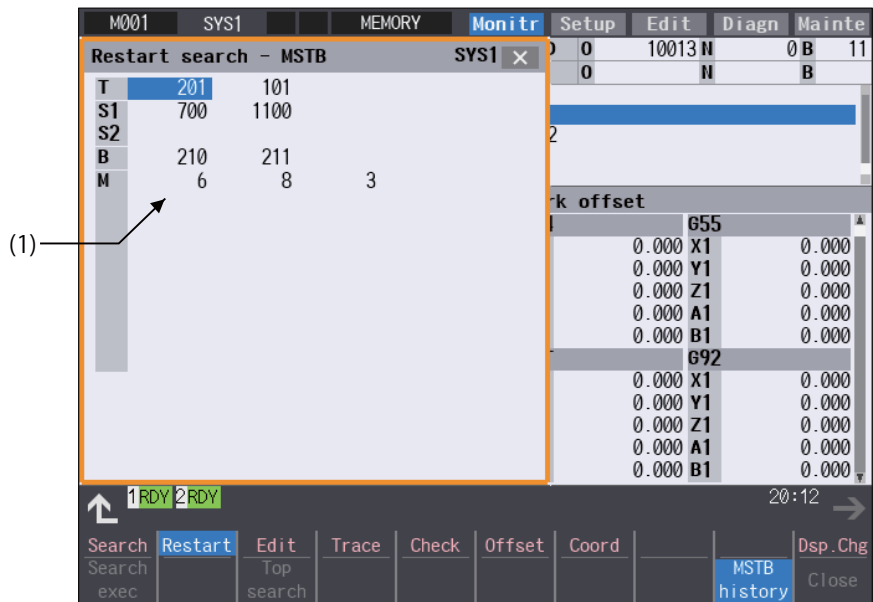 M001 SYS1 MEMORY Monitr Setup Edit Diagn Mainte
Restart search - MSTB SYS1 ×
O 10013 N 0 B 11
O N B
T 201 101
S1 700 1100
S2
2
B 210 211
M 6 8 3
(1)
rk offset
G55
0.000 X1 0.000
0.000 Y1 0.000
0.000 Z1 0.000
0.000 A1 0.000
0.000 B1 0.000
G92
0.000 X1 0.000
0.000 Y1 0.000
0.000 Z1 0.000
0.000 A1 0.000
0.000 B1 0.000
1 RDY 2 RDY 20:12
Search Restart Edit Trace Check Offset Coord Dsp.Chg
Search exec
Top search
MSTB history
Close